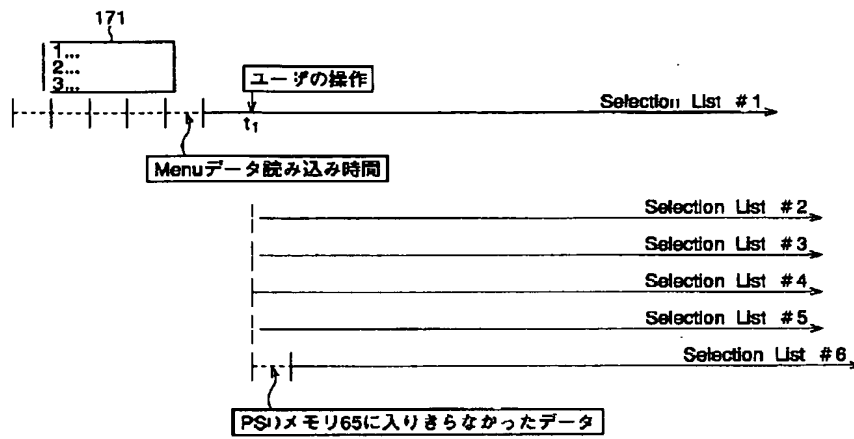 171
1...
2...
3...
ユーザの操作
Selection List #1
t1
Menuデータ読み込み時間
Selection List #2
Selection List #3
Selection List #4
Selection List #5
Selection List #6
PSDメモリ65に入りきらなかったデータ